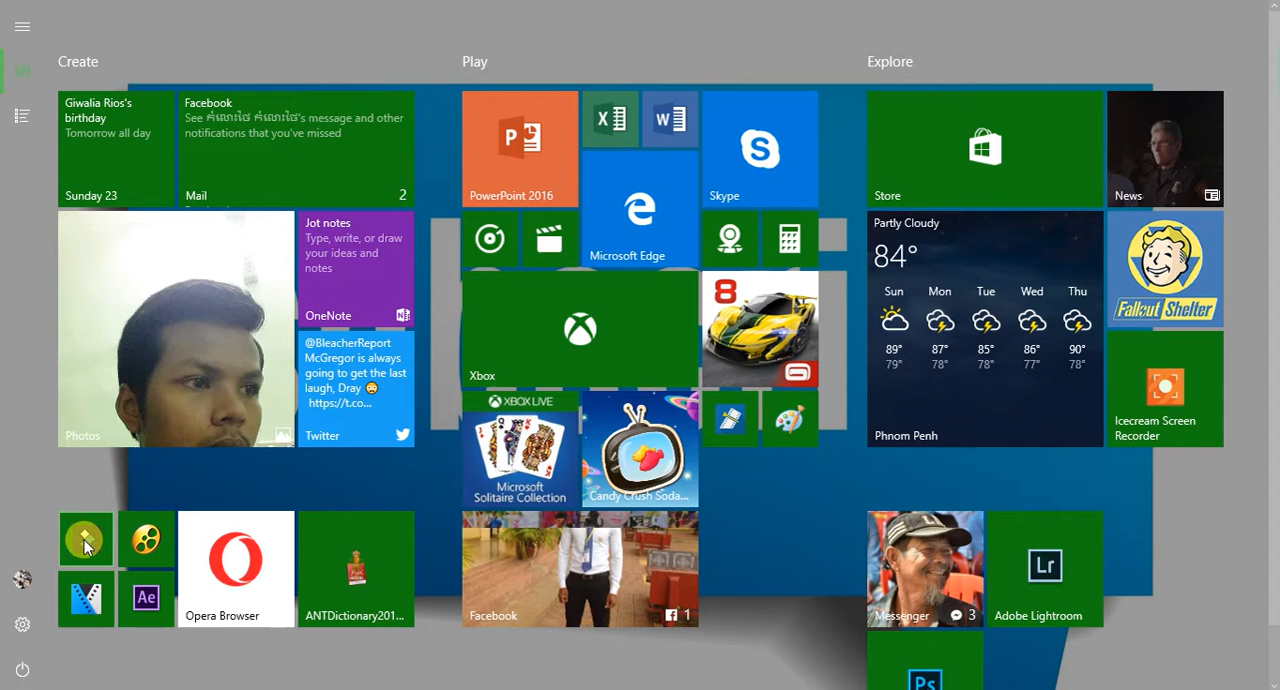 Create
Play
Explore
Giwalia Rios's
birthday
Tomorrow all day
Sunday 23
Facebook
See កំលោះថៃ កំលោះថៃ's message and other
notifications that you've missed
Mail
2
Photos
Jot notes
Type, write, or draw
your ideas and
notes
OneNote
@BleacherReport
McGregor is always
going to get the last
laugh, Dray 😳
https://t.co...
Twitter
Ae
Opera Browser
ANTDictionary201...
P
PowerPoint 2016
X
W
Microsoft Edge
S
Skype
Xbox
8
XBOX LIVE
Microsoft
Solitaire Collection
Candy Crush Soda...
Facebook
1
Store
News
Partly Cloudy
84°
Sun Mon Tue Wed Thu
89° 87° 85° 86° 90°
79° 78° 78° 77° 78°
Phnom Penh
Fallout Shelter
Icecream Screen
Recorder
Messenger
3
Lr
Adobe Lightroom
Ps